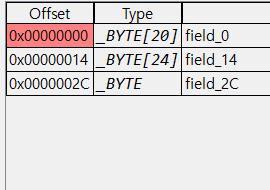 Offset Type
0x00000000 _BYTE[20] field_0
0x00000014 _BYTE[24] field_14
0x0000002C _BYTE field_2C